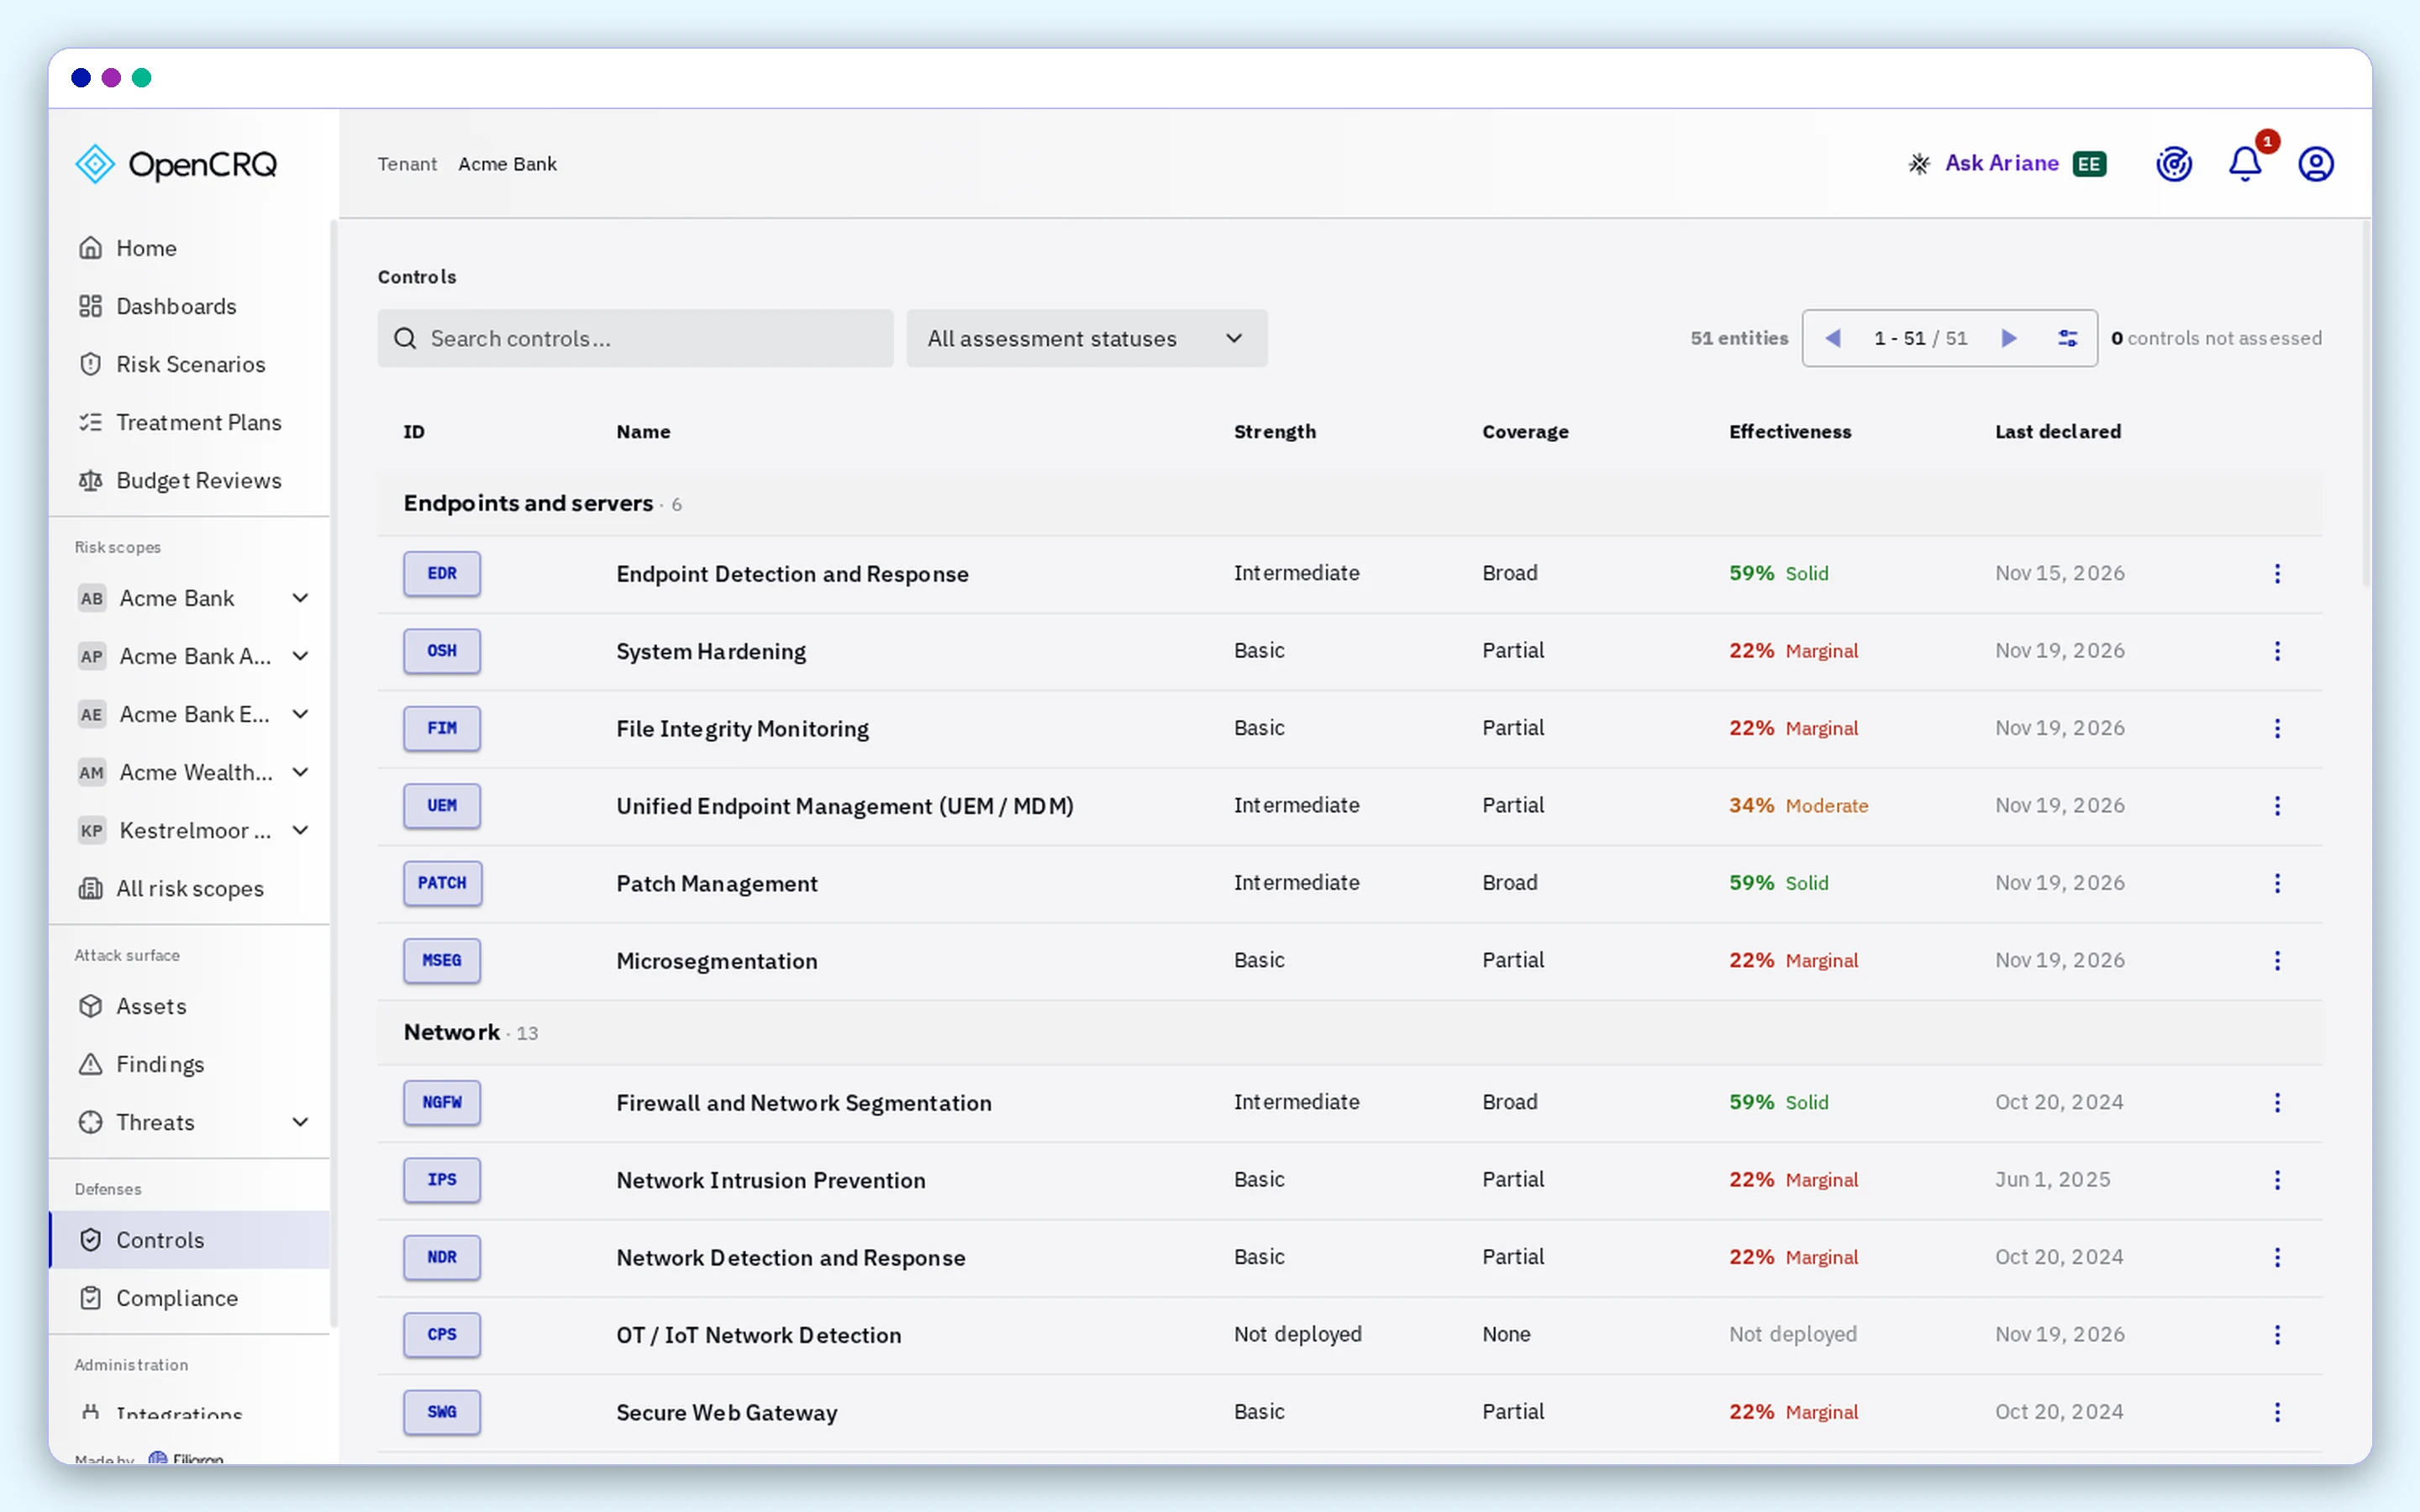 OpenCRQ
Tenant Acme Bank
Ask Ariane EE
1
Home
Dashboards
Risk Scenarios
Treatment Plans
Budget Reviews
Risk scopes
AB Acme Bank
AP Acme Bank A...
AE Acme Bank E...
AM Acme Wealth...
KP Kestrelmoor ...
All risk scopes
Attack surface
Assets
Findings
Threats
Defenses
Controls
Compliance
Administration
Integrations
Made by Filigran
Controls
Search controls...
All assessment statuses
51 entities 1 - 51 / 51 0 controls not assessed
ID Name Strength Coverage Effectiveness Last declared
Endpoints and servers · 6
EDR Endpoint Detection and Response Intermediate Broad 59% Solid Nov 15, 2026
OSH System Hardening Basic Partial 22% Marginal Nov 19, 2026
FIM File Integrity Monitoring Basic Partial 22% Marginal Nov 19, 2026
UEM Unified Endpoint Management (UEM / MDM) Intermediate Partial 34% Moderate Nov 19, 2026
PATCH Patch Management Intermediate Broad 59% Solid Nov 19, 2026
MSEG Microsegmentation Basic Partial 22% Marginal Nov 19, 2026
Network · 13
NGFW Firewall and Network Segmentation Intermediate Broad 59% Solid Oct 20, 2024
IPS Network Intrusion Prevention Basic Partial 22% Marginal Jun 1, 2025
NDR Network Detection and Response Basic Partial 22% Marginal Oct 20, 2024
CPS OT / IoT Network Detection Not deployed None Not deployed Nov 19, 2026
SWG Secure Web Gateway Basic Partial 22% Marginal Oct 20, 2024